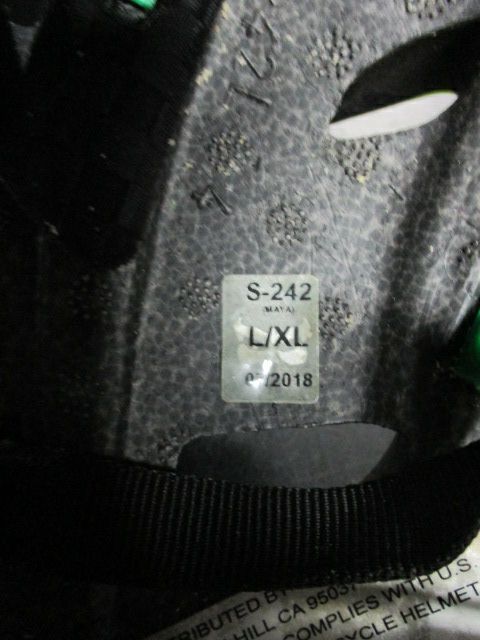 S-242
(MAYA)
L/XL
/2018
RIBUTED BY
HILL CA 95037
COMPLIES WITH U.S.
CYCLE HELMET